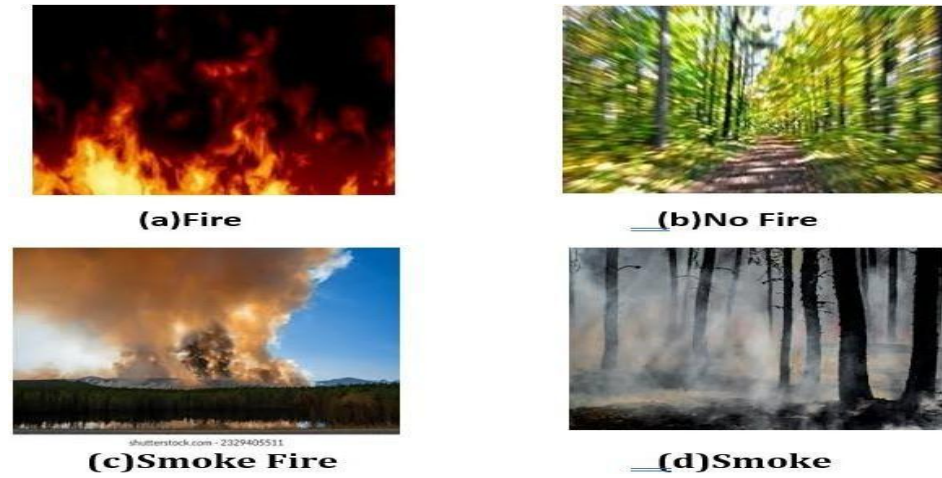 (a)Fire
(b)No Fire
shutterstock.com · 2329405511
(c)Smoke Fire
(d)Smoke